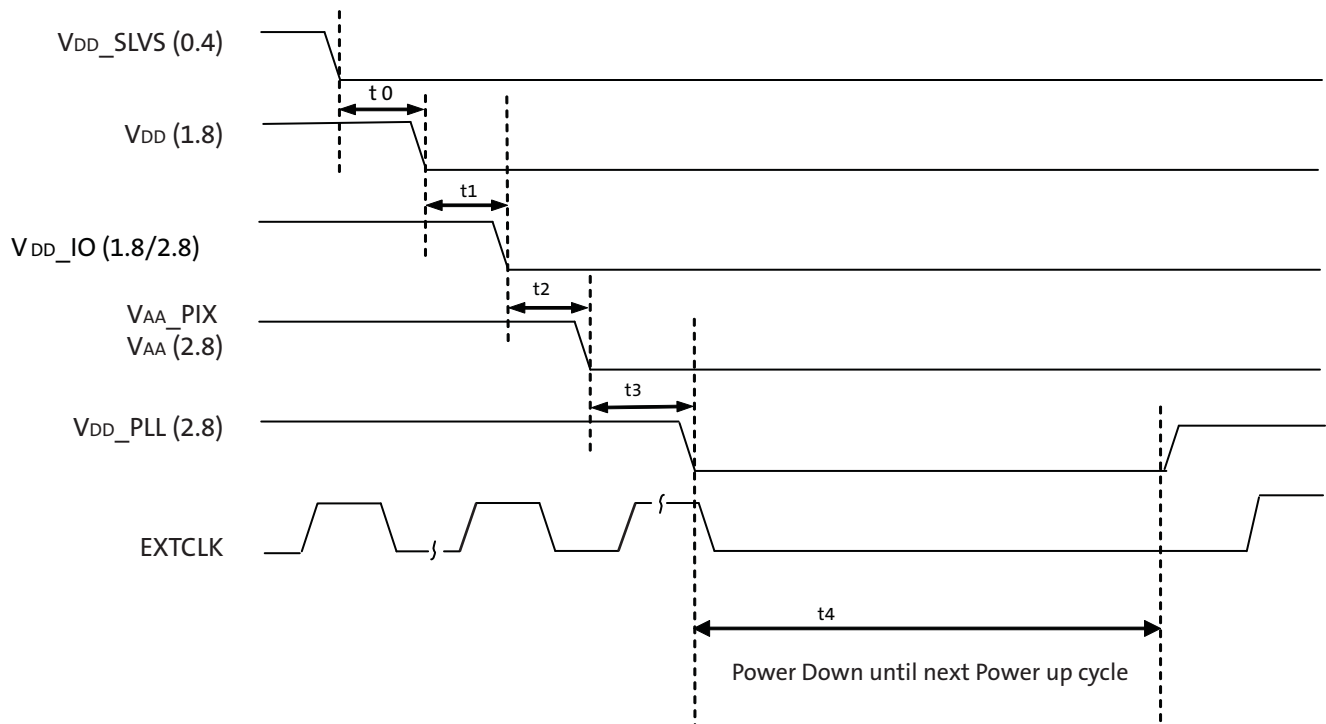 VDD_SLVS (0.4)
t0
VDD (1.8)
t1
VDD_IO (1.8/2.8)
t2
VAA_PIX
VAA (2.8)
t3
VDD_PLL (2.8)
EXTCLK
t4
Power Down until next Power up cycle